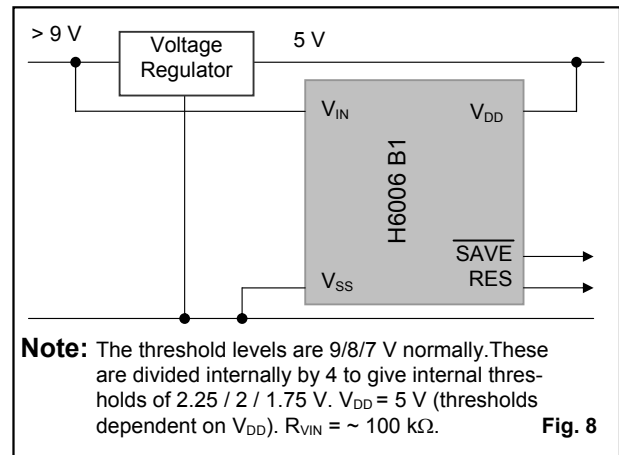 > 9 V
Voltage
Regulator
5 V
VIN
VDD
H6006 B1
SAVE
RES
VSS
Note: The threshold levels are 9/8/7 V normally.These
are divided internally by 4 to give internal thres-
holds of 2.25 / 2 / 1.75 V. VDD = 5 V (thresholds
dependent on VDD). RVIN = ~ 100 kΩ.
Fig. 8